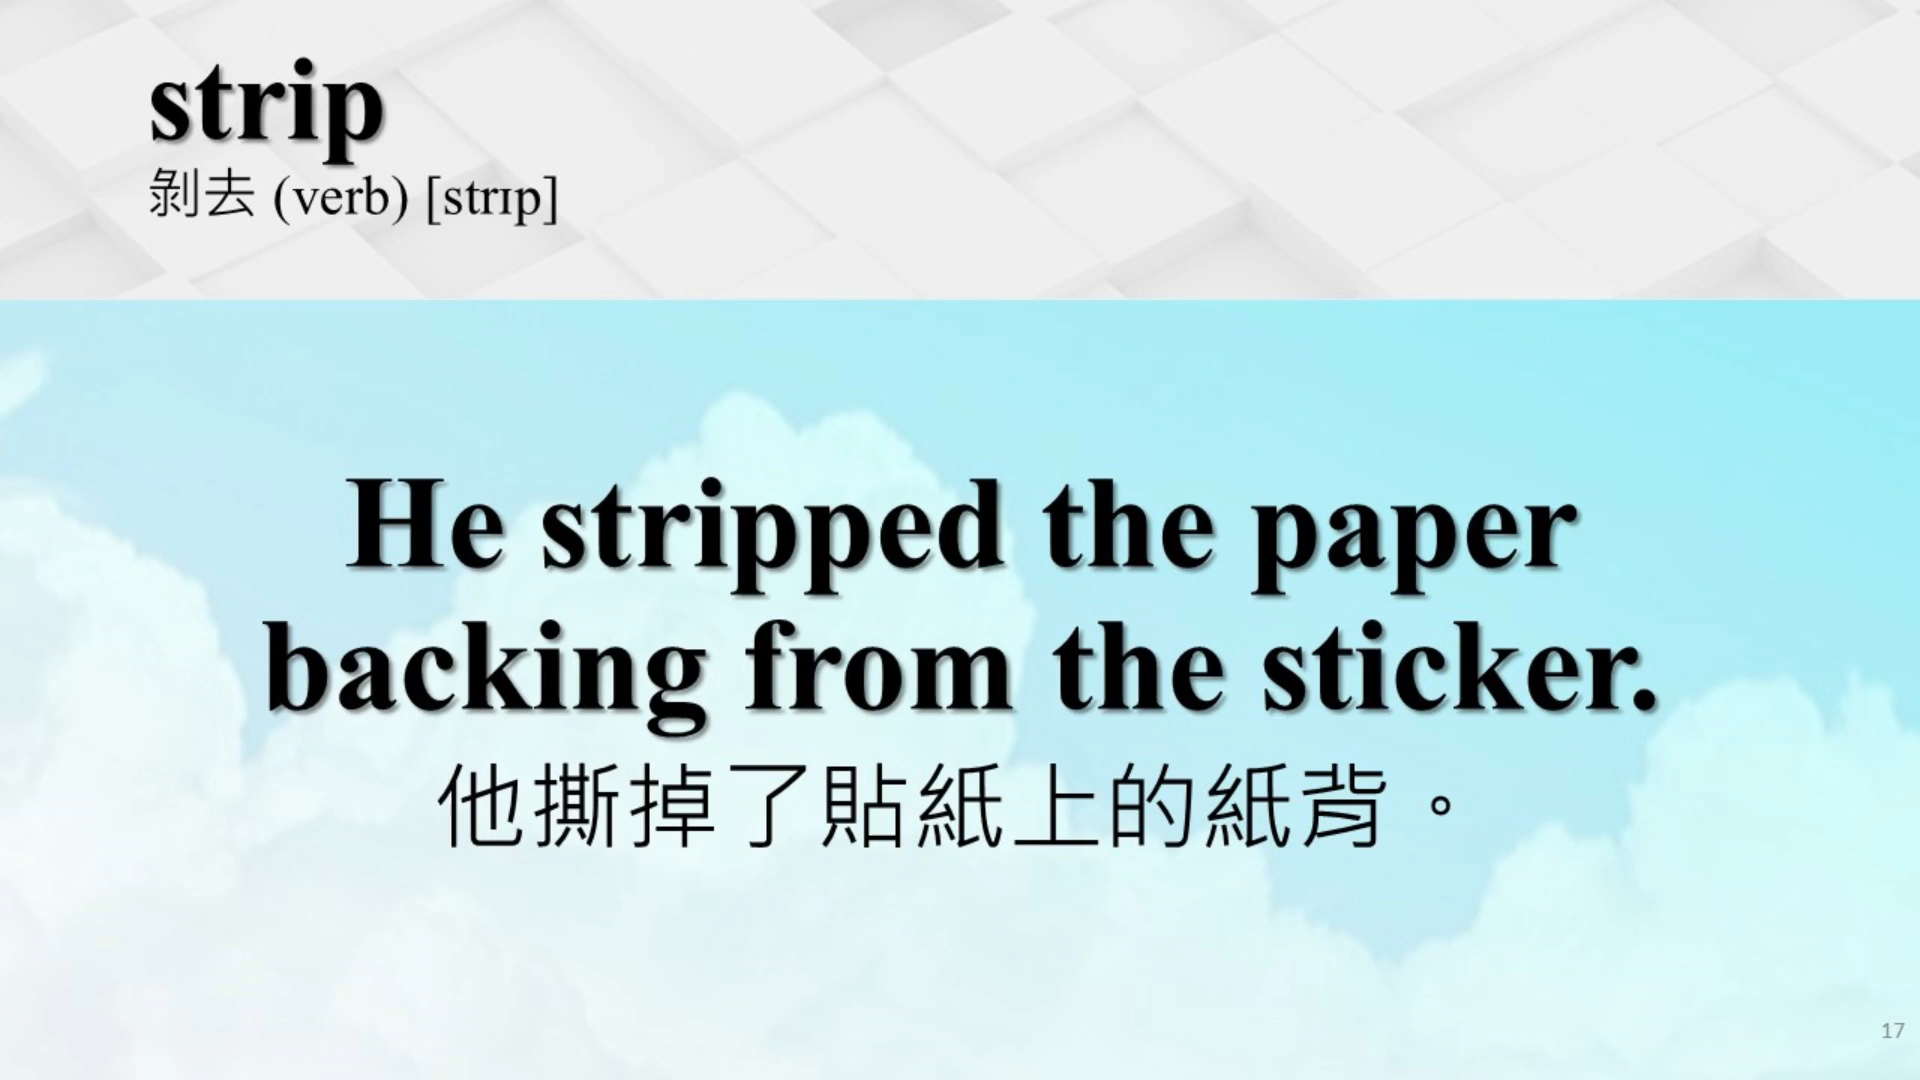 strip
剝去 (verb) [strɪp]
He stripped the paper
backing from the sticker.
他撕掉了貼紙上的紙背。
17